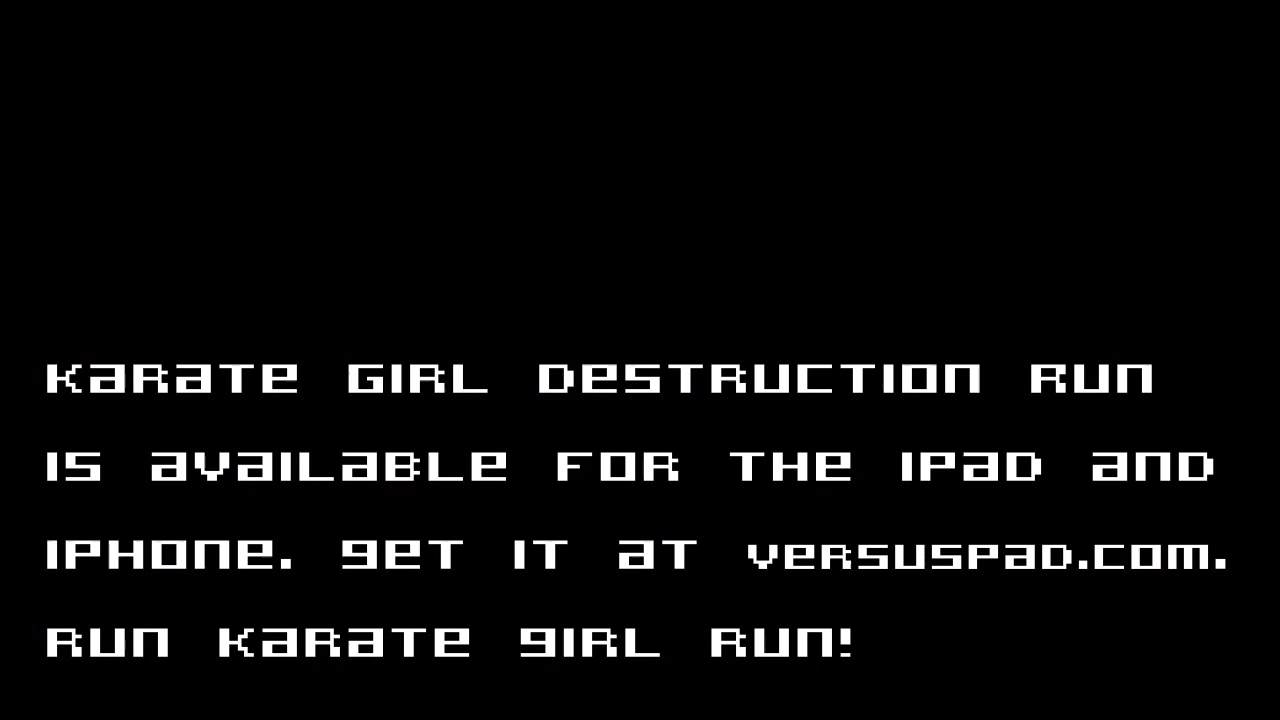 Karate Girl Destruction Run
is available for the iPad and
iPhone. get it at versuspad.com.
Run karate girl run!